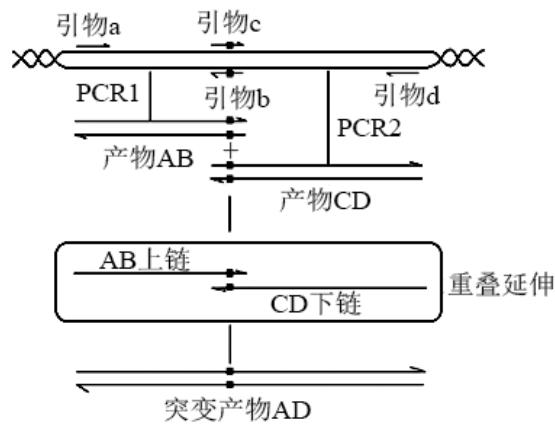 引物a 引物c
PCR1 引物b 引物d
PCR2
产物AB
产物CD
AB上链
CD下链 重叠延伸
突变产物AD